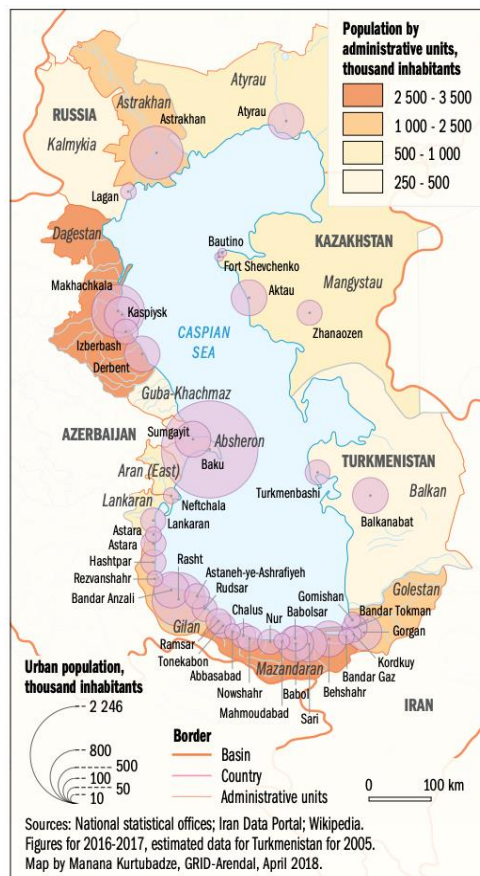 Population by
administrative units,
thousand inhabitants
2 500 - 3 500
1 000 - 2 500
500 - 1 000
250 - 500
Atyrau
Astrakhan
Atyrau
Astrakhan
RUSSIA
Kalmykia
Lagan
Dagestan
Bautino
Fort Shevchenko
KAZAKHSTAN
Mangystau
Makhachkala
Kaspiysk
Aktau
Zhanaozen
CASPIAN
SEA
Izberbash
Derbent
Guba-Khachmaz
AZERBAIJAN
Sumgayit
Absheron
Baku
Aran (East)
TURKMENISTAN
Turkmenbashi
Balkan
Balkanabat
Lankaran
Neftchala
Lankaran
Astara
Astara
Hashtpar
Rezvanshahr
Bandar Anzali
Rasht
Astaneh-ye-Ashrafiyeh
Rudsar
Chalus
Nur
Babolsar
Gomishan
Golestan
Bandar Tokman
Gorgan
Gilan
Ramsar
Tonekabon
Abbasabad
Nowshahr
Mahmoudabad
Mazandaran
Babol
Sari
Behshahr
Bandar Gaz
Kordkuy
IRAN
Urban population,
thousand inhabitants
2 246
800
500
100
50
10
Border
Basin
Country
Administrative units
0 100 km
Sources: National statistical offices; Iran Data Portal; Wikipedia.
Figures for 2016-2017, estimated data for Turkmenistan for 2005.
Map by Manana Kurtubadze, GRID-Arendal, April 2018.